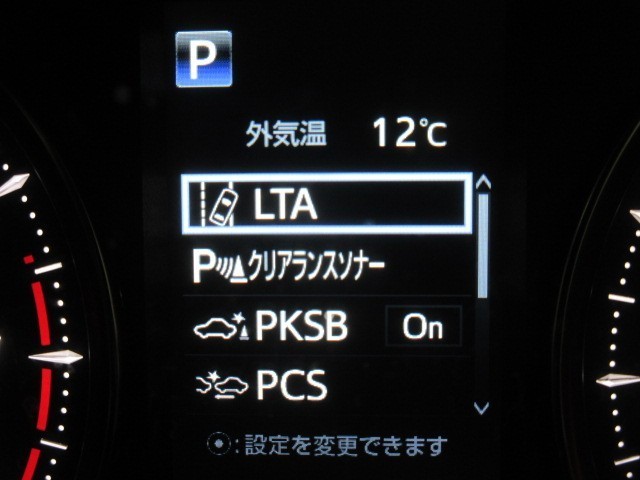 P
外気温 12℃
LTA
Pクリアランスソナー
PKSB On
PCS
:設定を変更できます